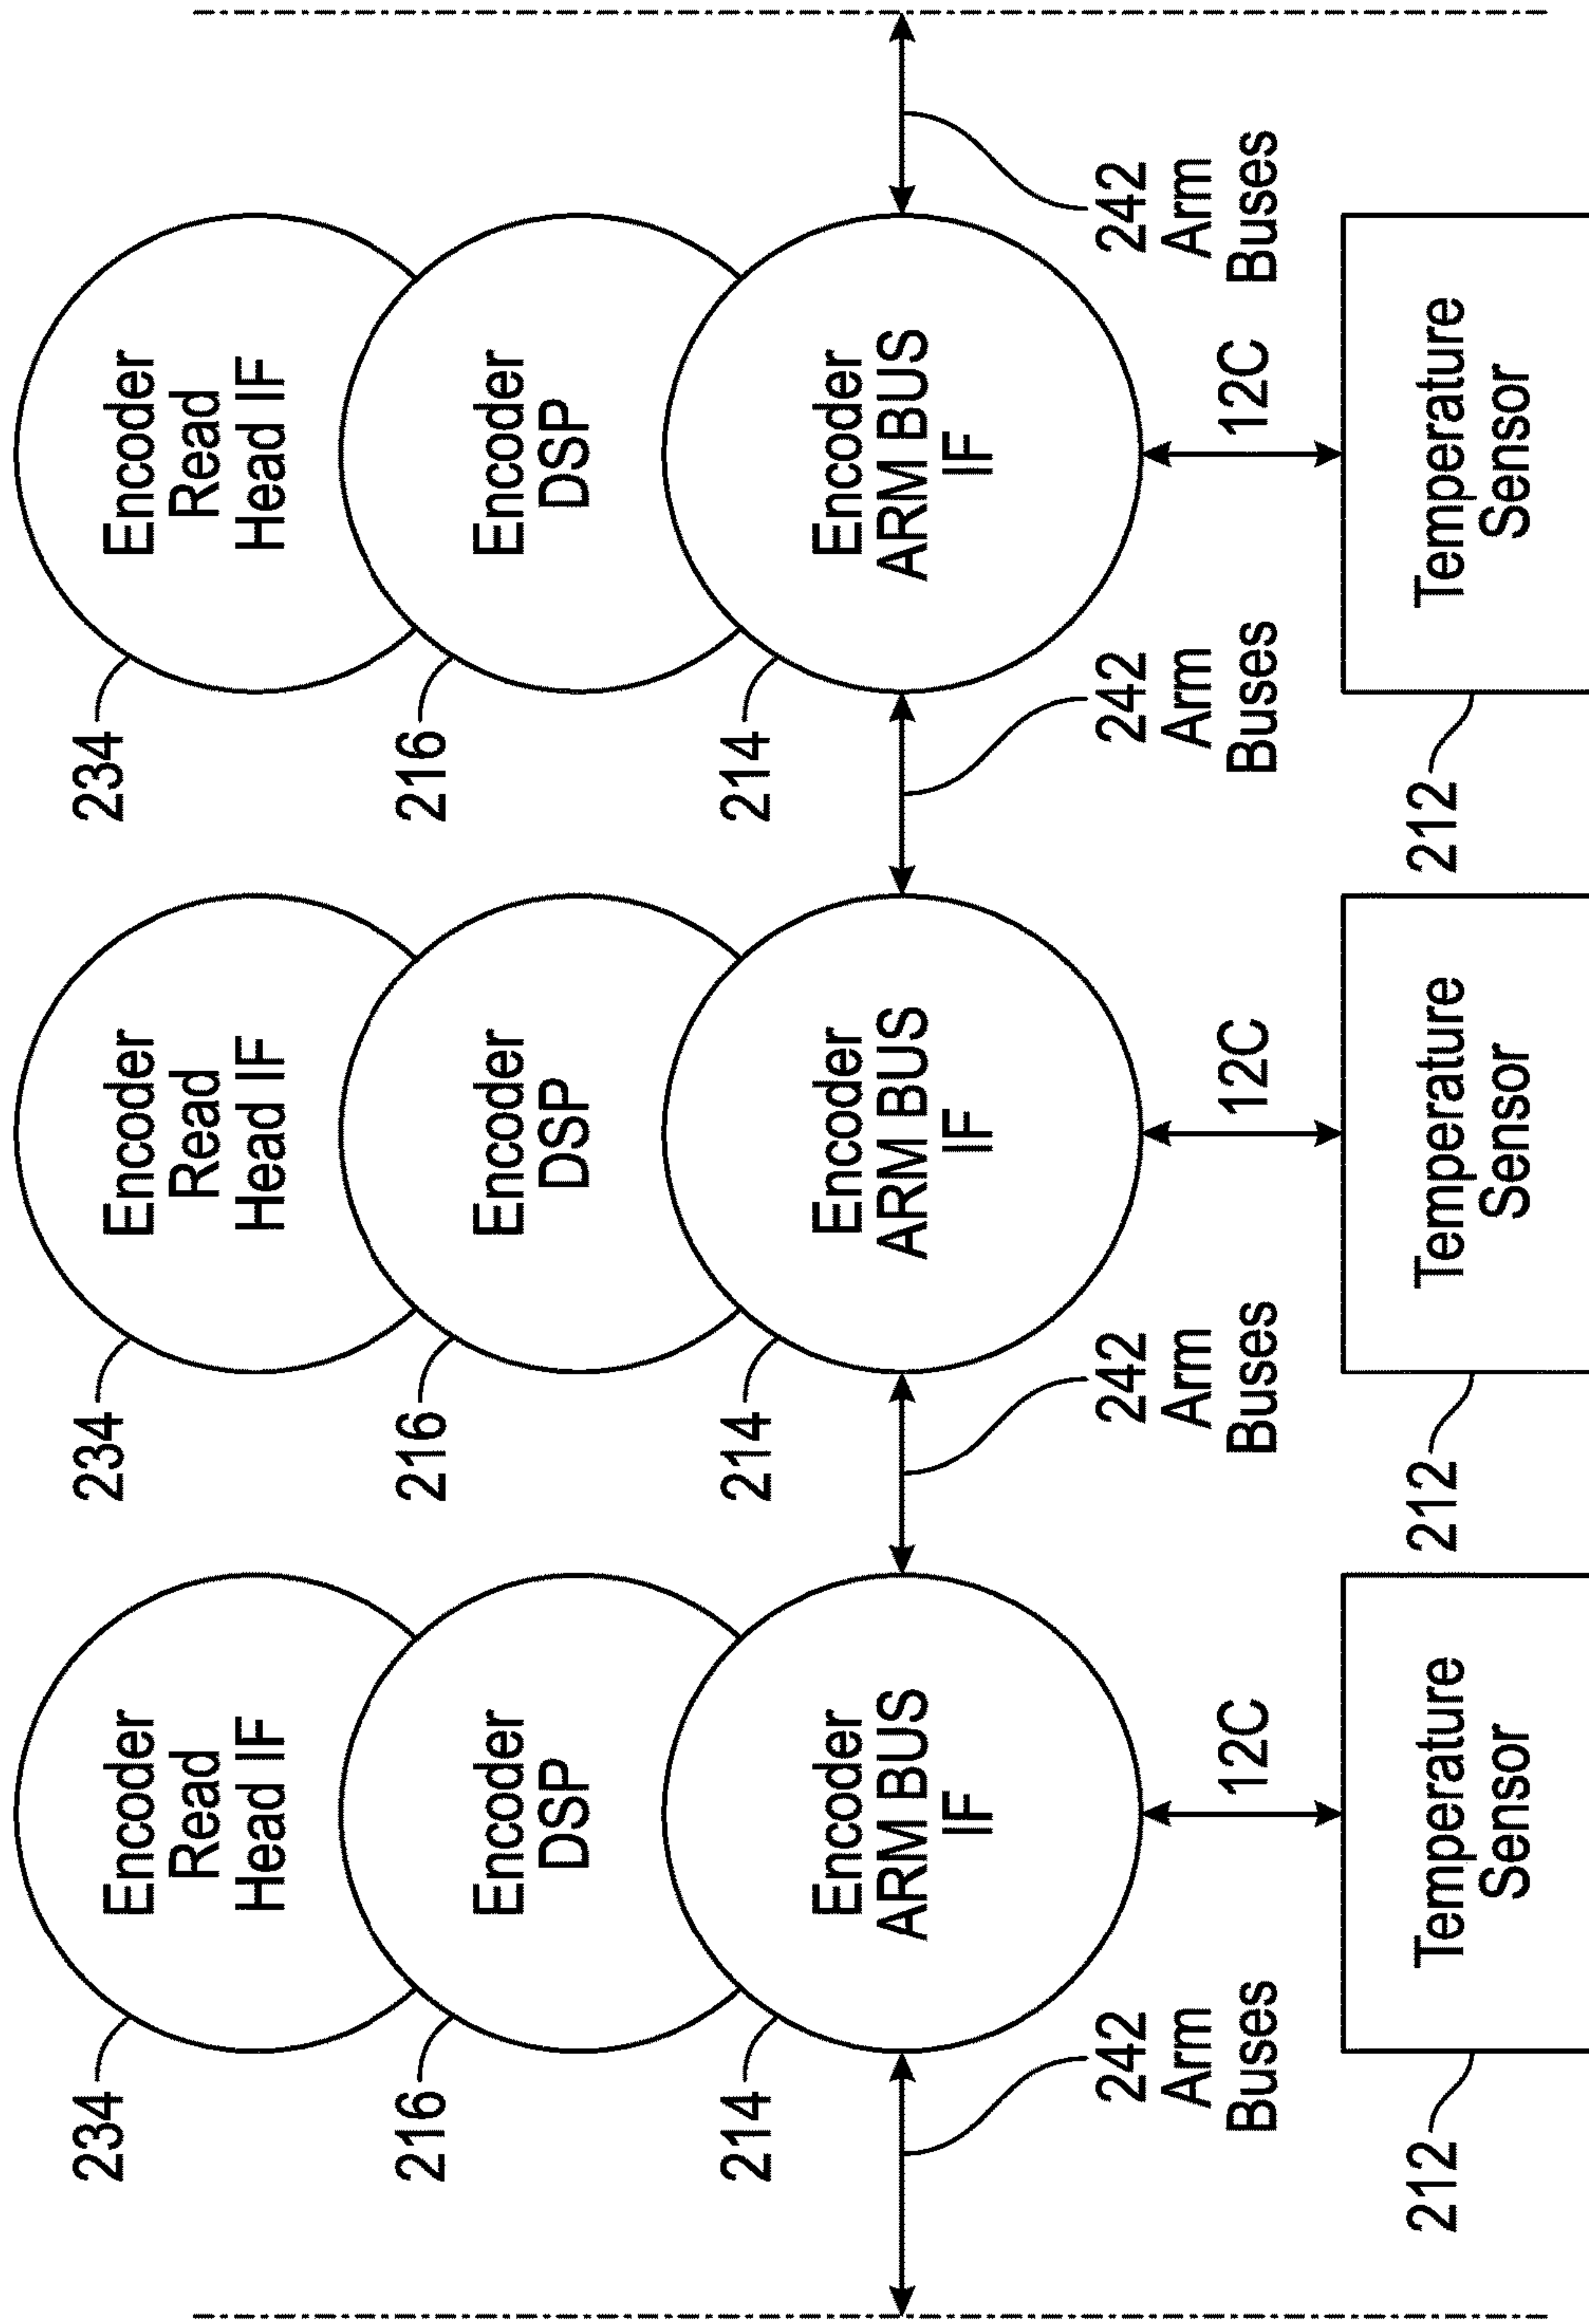 234
Encoder
Read
Head IF
216
Encoder
DSP
214
Encoder
ARM BUS
IF
242
Arm
Buses
12C
212
Temperature
Sensor
234
Encoder
Read
Head IF
216
Encoder
DSP
214
Encoder
ARM BUS
IF
242
Arm
Buses
12C
212
Temperature
Sensor
234
Encoder
Read
Head IF
216
Encoder
DSP
214
Encoder
ARM BUS
IF
242
Arm
Buses
12C
242
Arm
Buses
212
Temperature
Sensor